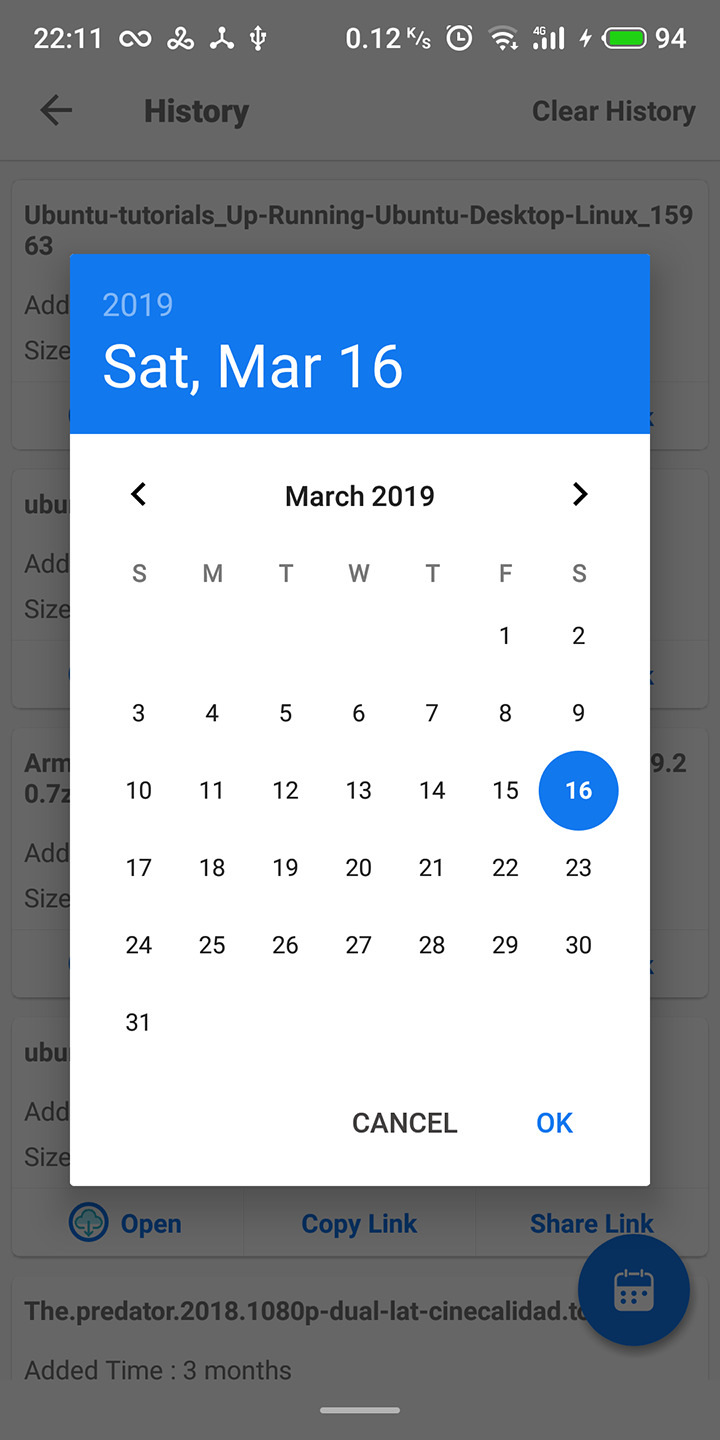 22:11 0.12 K/s 4G 94
History Clear History
Ubuntu-tutorials_Up-Running-Ubuntu-Desktop-Linux_159
63
Add
Size
2019
Sat, Mar 16
March 2019
S M T W T F S
1 2
3 4 5 6 7 8 9
10 11 12 13 14 15 16
17 18 19 20 21 22 23
24 25 26 27 28 29 30
31
CANCEL OK
ubu
Add
Size
Arm 9.2
0.7z
Add
Size
ubu
Add
Size
Open Copy Link Share Link
The.predator.2018.1080p-dual-lat-cinecalidad.to
Added Time : 3 months